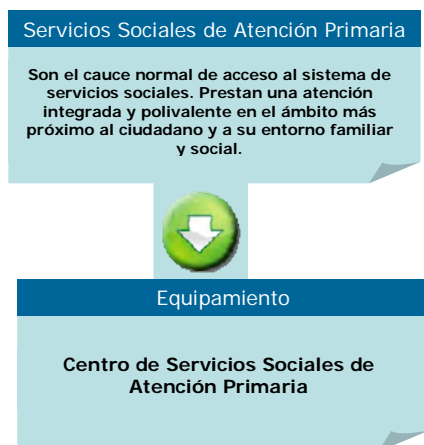 Servicios Sociales de Atención Primaria
Son el cauce normal de acceso al sistema de
servicios sociales. Prestan una atención
integrada y polivalente en el ámbito más
próximo al ciudadano y a su entorno familiar
y social.
Equipamiento
Centro de Servicios Sociales de
Atención Primaria